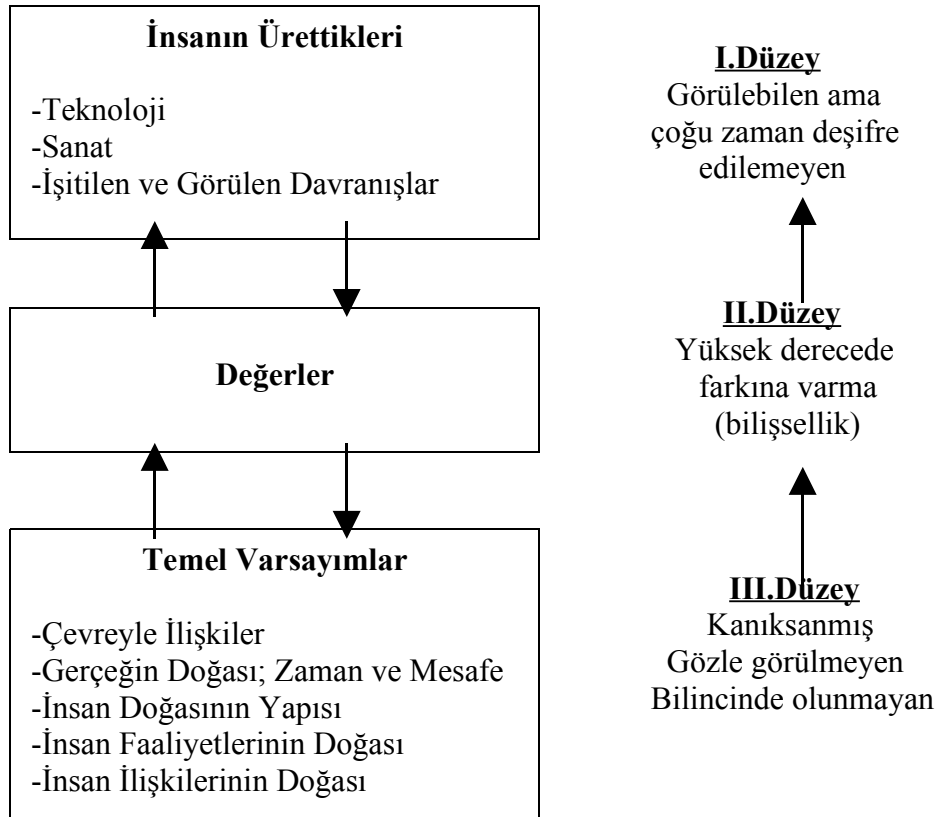 İnsanın Ürettikleri
-Teknoloji
-Sanat
-İşitilen ve Görülen Davranışlar
I.Düzey
Görülebilen ama
çoğu zaman deşifre
edilemeyen
Değerler
II.Düzey
Yüksek derecede
farkına varma
(bilişsellik)
Temel Varsayımlar
-Çevreyle İlişkiler
-Gerçeğin Doğası; Zaman ve Mesafe
-İnsan Doğasının Yapısı
-İnsan Faaliyetlerinin Doğası
-İnsan İlişkilerinin Doğası
III.Düzey
Kanıksanmış
Gözle görülmeyen
Bilincinde olunmayan